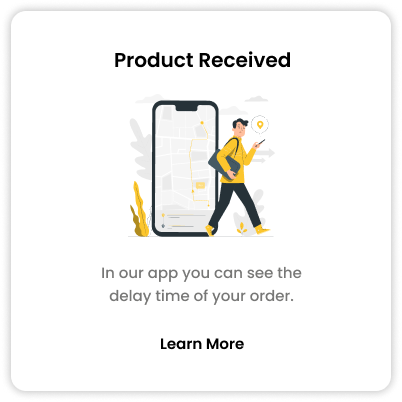 Product Received
In our app you can see the
delay time of your order.
Learn More